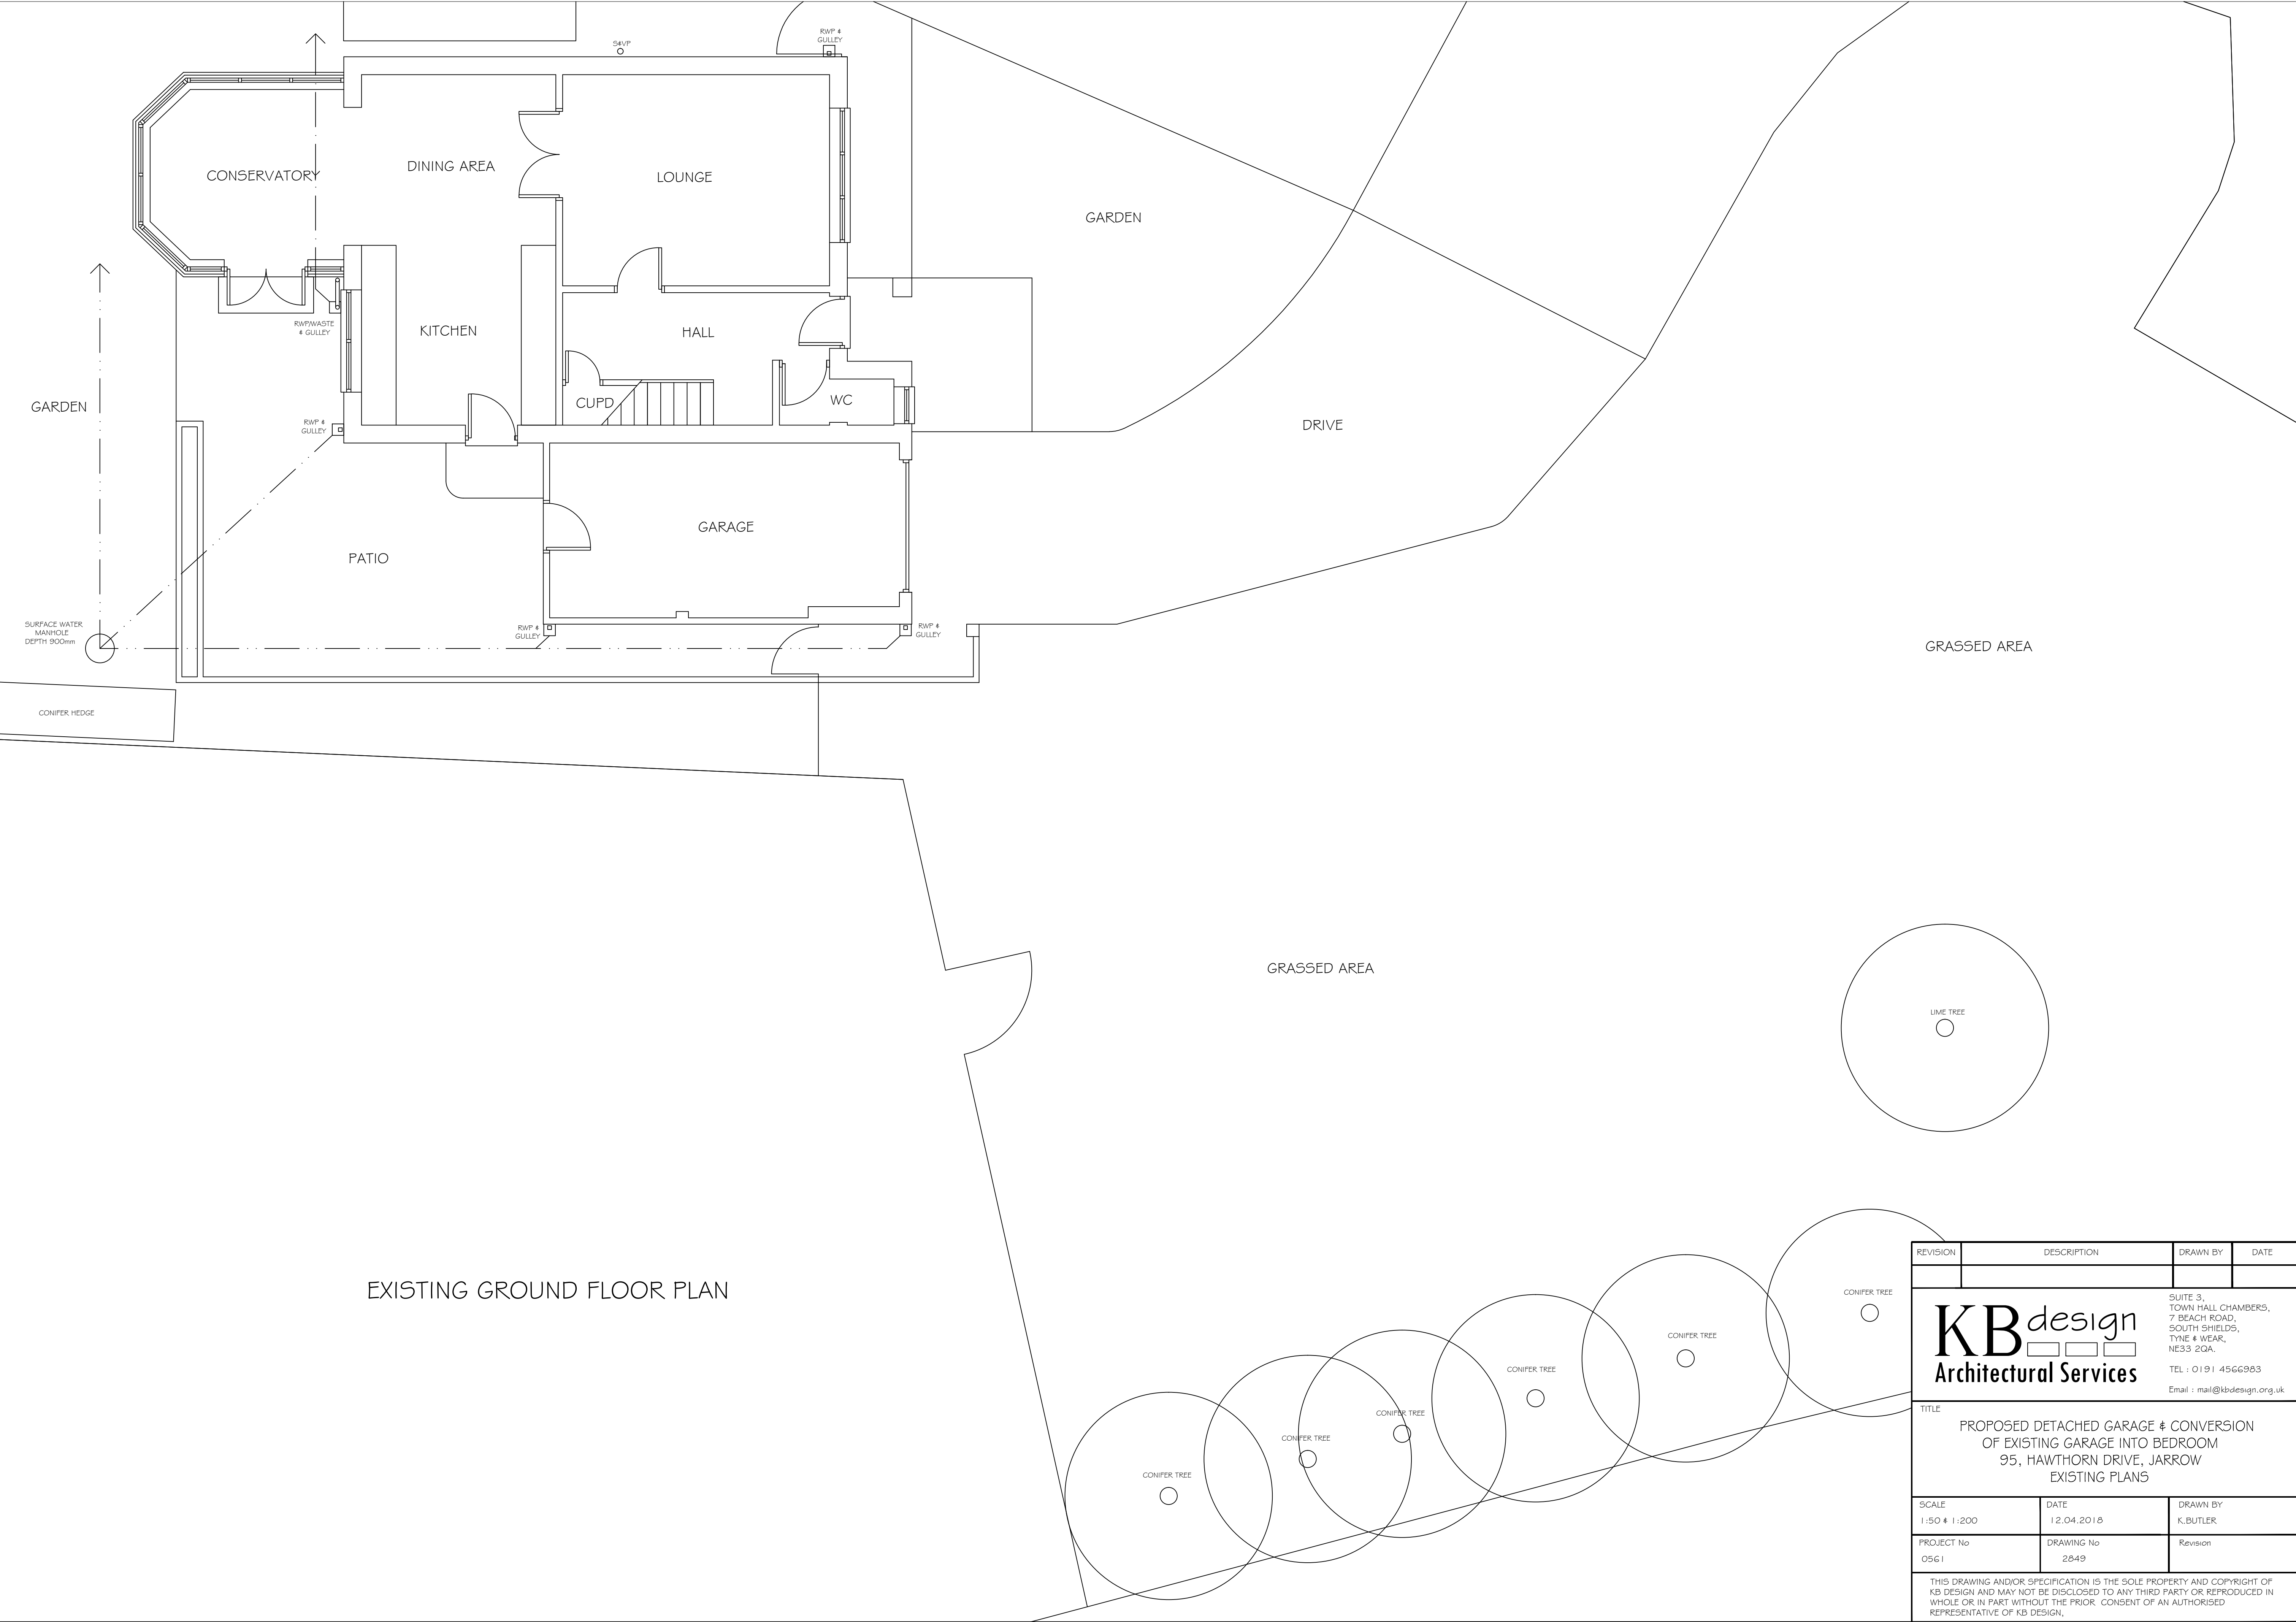 S&VP
RWP &
GULLEY
CONSERVATORY
DINING AREA
LOUNGE
GARDEN
RWP/WASTE
& GULLEY
KITCHEN
HALL
GARDEN
CUPD
WC
RWP &
GULLEY
DRIVE
GARAGE
PATIO
SURFACE WATER
MANHOLE
DEPTH 900mm
RWP &
GULLEY
RWP &
GULLEY
GRASSED AREA
CONIFER HEDGE
GRASSED AREA
LIME TREE
EXISTING GROUND FLOOR PLAN
CONIFER TREE
CONIFER TREE
CONIFER TREE
CONIFER TREE
CONIFER TREE
CONIFER TREE
REVISION DESCRIPTION DRAWN BY DATE
KB design
Architectural Services
SUITE 3,
TOWN HALL CHAMBERS,
7 BEACH ROAD,
SOUTH SHIELDS,
TYNE & WEAR,
NE33 2QA.
TEL : 0191 4566983
Email : mail@kbdesign.org.uk
TITLE
PROPOSED DETACHED GARAGE & CONVERSION
OF EXISTING GARAGE INTO BEDROOM
95, HAWTHORN DRIVE, JARROW
EXISTING PLANS
SCALE DATE DRAWN BY
1:50 & 1:200 12.04.2018 K.BUTLER
PROJECT No DRAWING No Revision
0561 2849
THIS DRAWING AND/OR SPECIFICATION IS THE SOLE PROPERTY AND COPYRIGHT OF
KB DESIGN AND MAY NOT BE DISCLOSED TO ANY THIRD PARTY OR REPRODUCED IN
WHOLE OR IN PART WITHOUT THE PRIOR CONSENT OF AN AUTHORISED
REPRESENTATIVE OF KB DESIGN,